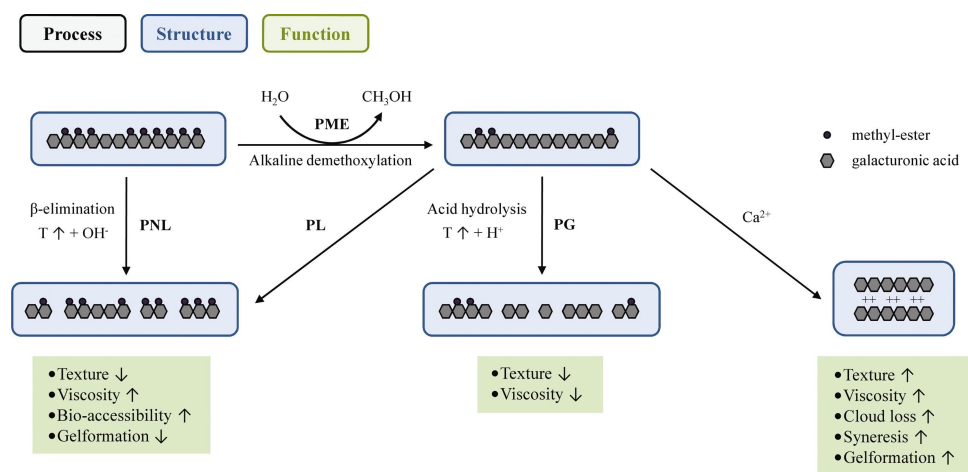 Process
Structure
Function
H₂O
CH₃OH
PME
Alkaline demethoxylation
methyl-ester
galacturonic acid
β-elimination
T ↑ + OH⁻
PNL
PL
Acid hydrolysis
T ↑ + H⁺
PG
Ca²⁺
++ ++ ++
•Texture ↓
•Viscosity ↑
•Bio-accessibility ↑
•Gelformation ↓
•Texture ↓
•Viscosity ↓
•Texture ↑
•Viscosity ↑
•Cloud loss ↑
•Syneresis ↑
•Gelformation ↑